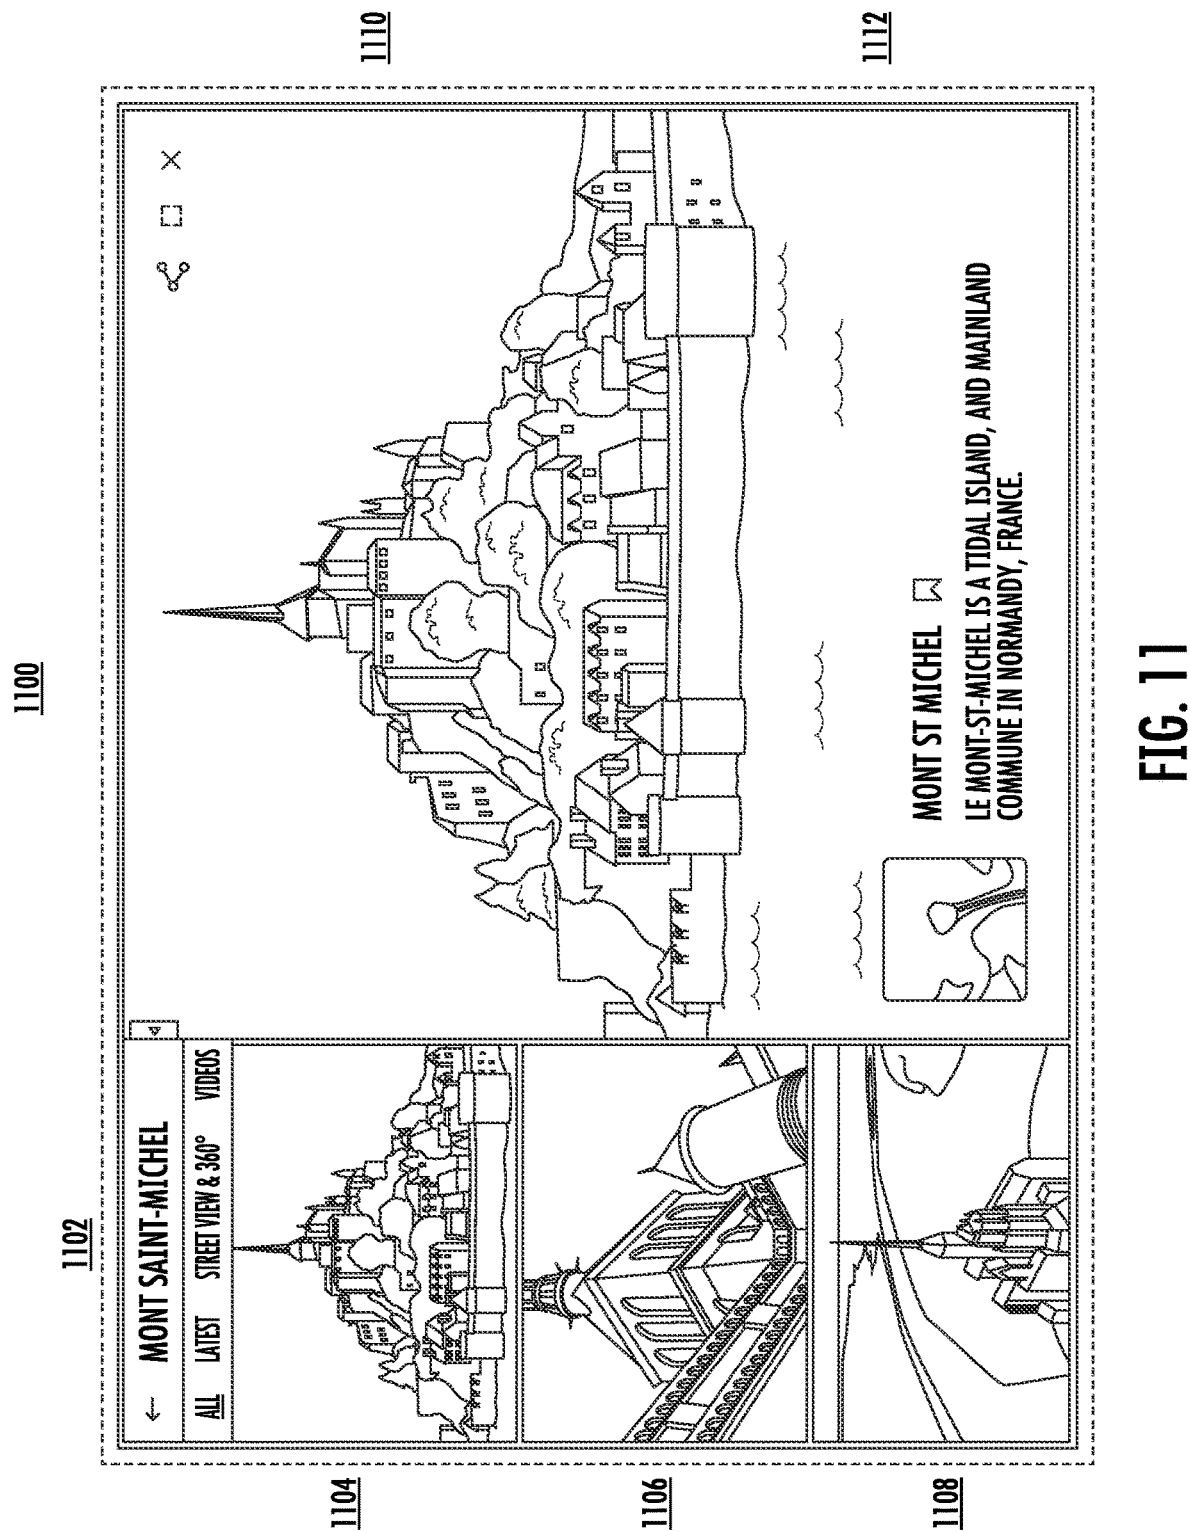 1100
1102
1110
← MONT SAINT-MICHEL
ALL LATEST STREET VIEW & 360° VIDEOS
1104
1106
1108
1112
MONT ST MICHEL
LE MONT-ST-MICHEL IS A TIDAL ISLAND, AND MAINLAND
COMMUNE IN NORMANDY, FRANCE.
FIG. 11